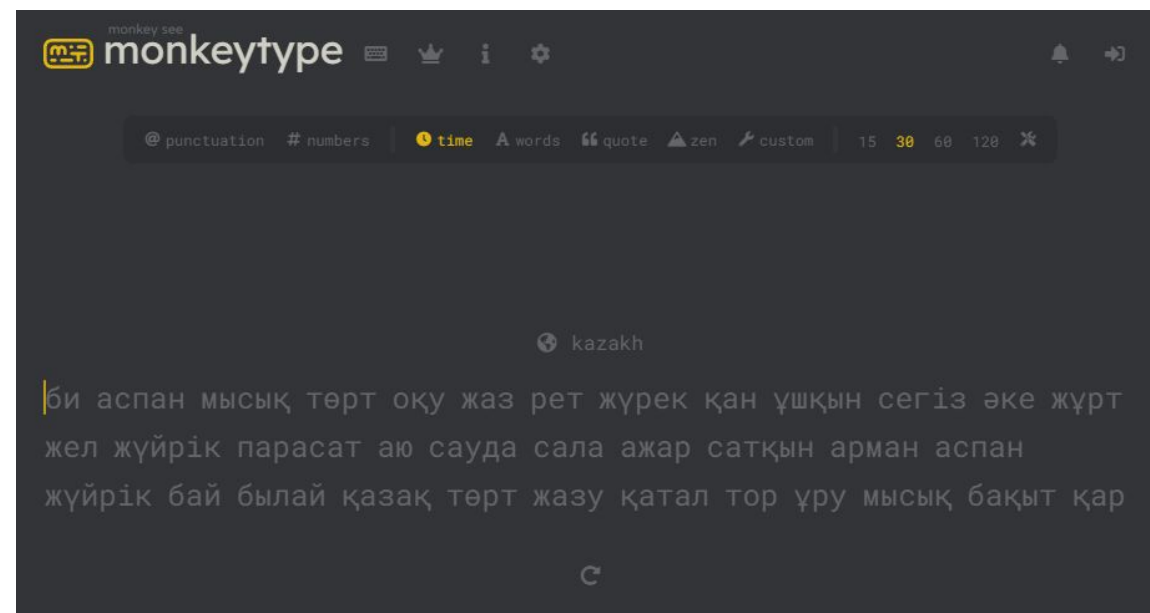 monkey see
monkeytype
@ punctuation # numbers time A words quote zen custom 15 30 60 120
kazakh
би аспан мысық төрт оқу жаз рет жүрек қан ұшқын сегіз әке жұрт
жел жүйрік парасат аю сауда сала ажар сатқын арман аспан
жүйрік бай былай қазақ төрт жазу қатал тор ұру мысық бақыт қар